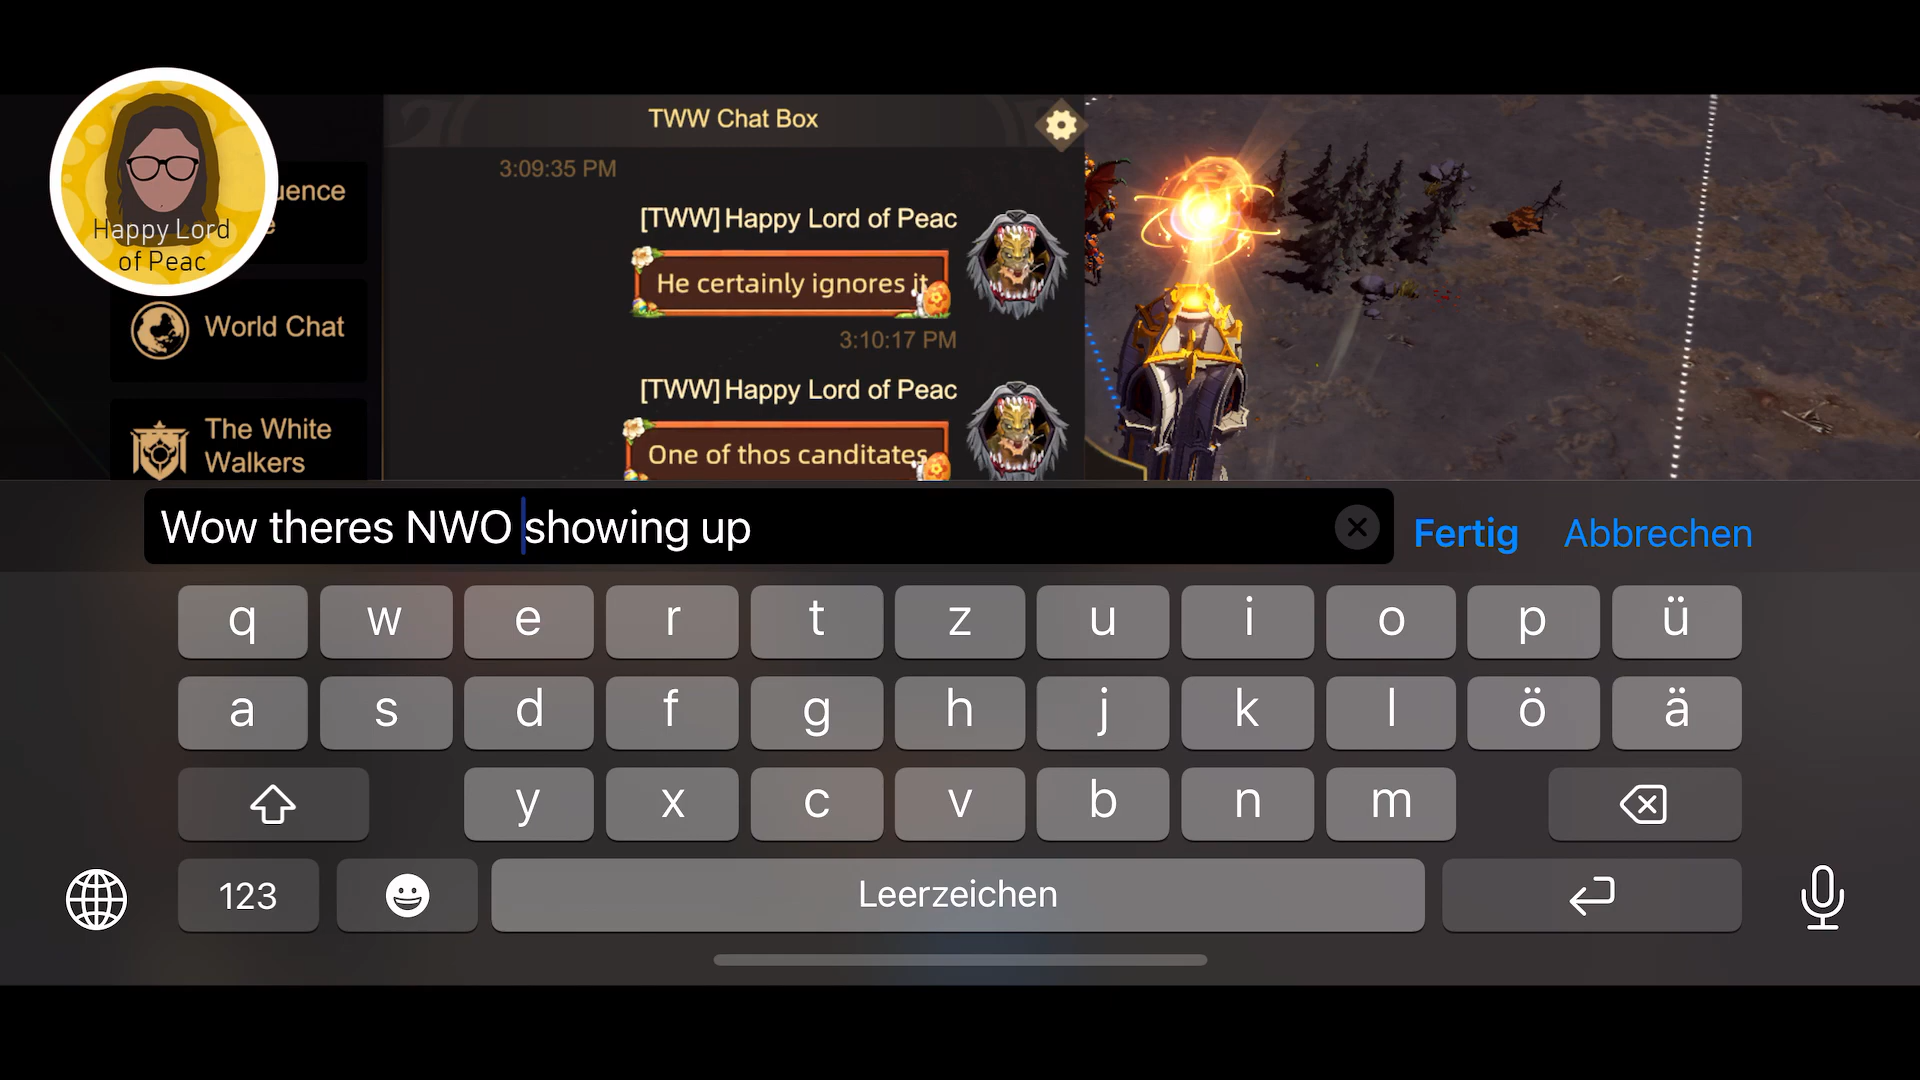 TWW Chat Box
3:09:35 PM
[TWW] Happy Lord of Peac
He certainly ignores it
3:10:17 PM
[TWW] Happy Lord of Peac
One of thos canditates
Happy Lord
of Peac
World Chat
The White
Walkers
Wow theres NWO showing up
Fertig
Abbrechen
q w e r t z u i o p ü
a s d f g h j k l ö ä
y x c v b n m
123
Leerzeichen